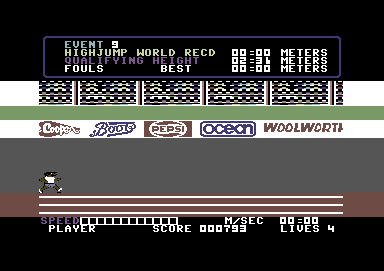 EVENT 9
HIGHJUMP WORLD RECD 00:00 METERS
QUALIFYING HEIGHT 02:31 METERS
FOULS BEST 00:00 METERS
Cooper Boots PEPSI ocean WOOLWORTH
SPEED M/SEC 00:00
PLAYER SCORE 000793 LIVES 4